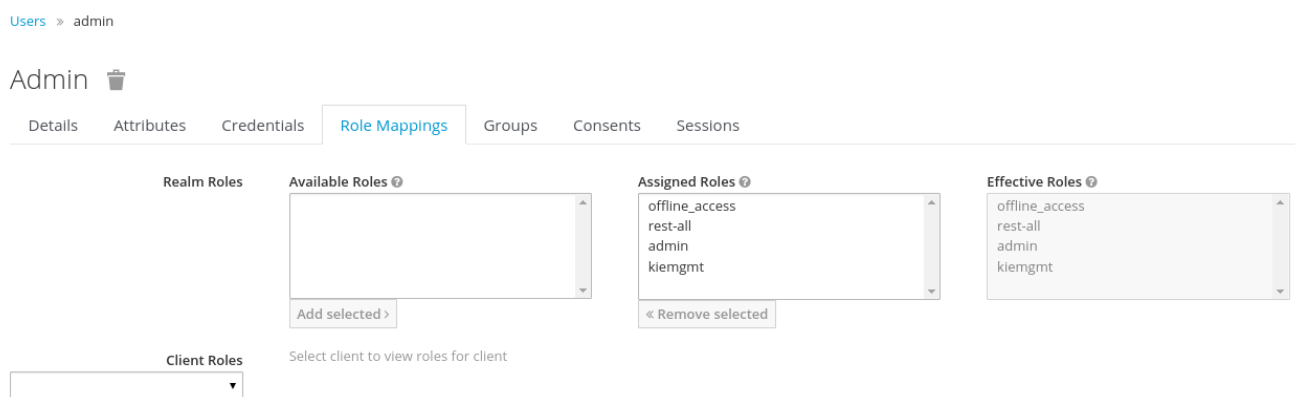 Users » admin
Admin
Details Attributes Credentials Role Mappings Groups Consents Sessions
Realm Roles Available Roles Assigned Roles Effective Roles
offline_access offline_access
rest-all rest-all
admin admin
kiemgmt kiemgmt
Add selected › « Remove selected
Client Roles Select client to view roles for client